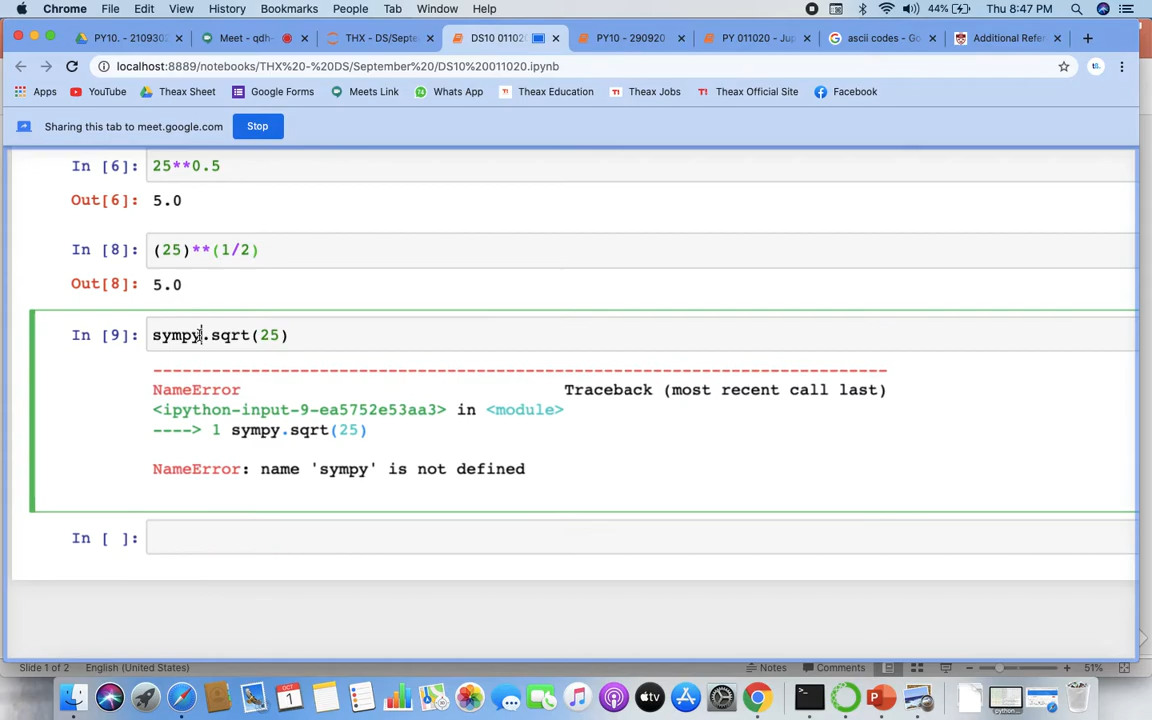 Chrome File Edit View History Bookmarks People Tab Window Help 44% Thu 8:47 PM
PY10. - 210930 Meet - qdh- THX - DS/Septe DS10 01102 PY10 - 290920 PY 011020 - Jup ascii codes - Go Additional Refer
localhost:8889/notebooks/THX%20-%20DS/September%20/DS10%20011020.ipynb
Apps YouTube Theax Sheet Google Forms Meets Link Whats App Theax Education Theax Jobs Theax Official Site Facebook
Sharing this tab to meet.google.com Stop
In [6]: 25**0.5
Out[6]: 5.0
In [8]: (25)**(1/2)
Out[8]: 5.0
In [9]: sympy.sqrt(25)
---------------------------------------------------------------------------
NameError Traceback (most recent call last)
<ipython-input-9-ea5752e53aa3> in <module>
----> 1 sympy.sqrt(25)
NameError: name 'sympy' is not defined
In [ ]:
Slide 1 of 2 English (United States) Notes Comments 51%